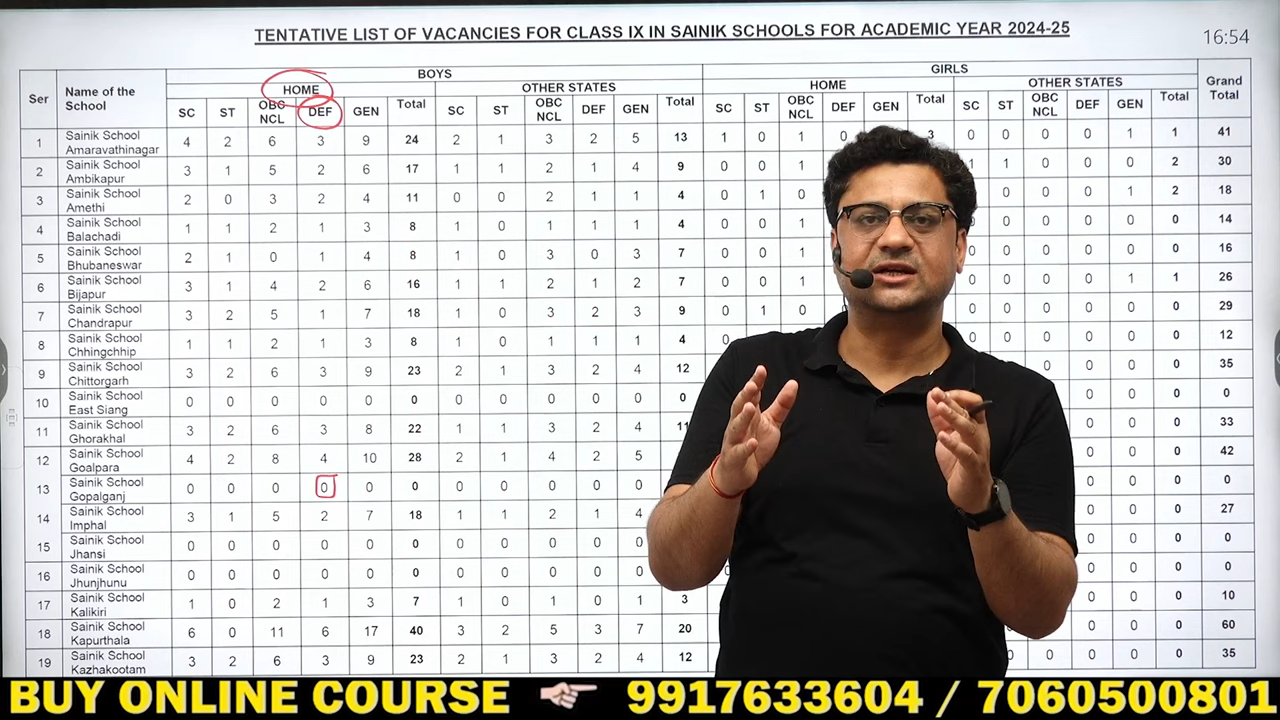 TENTATIVE LIST OF VACANCIES FOR CLASS IX IN SAINIK SCHOOLS FOR ACADEMIC YEAR 2024-25
16:54
Ser Name of the School BOYS GIRLS Grand Total
HOME OTHER STATES HOME OTHER STATES
SC ST OBC NCL DEF GEN Total SC ST OBC NCL DEF GEN Total SC ST OBC NCL DEF GEN Total SC ST OBC NCL DEF GEN Total
1 Sainik School Amaravathinagar 4 2 6 3 9 24 2 1 3 2 5 13 1 0 1 0 3 0 0 0 0 1 1 41
2 Sainik School Ambikapur 3 1 5 2 6 17 1 1 2 1 4 9 0 0 1 1 1 0 0 0 2 30
3 Sainik School Amethi 2 0 3 2 4 11 0 0 2 1 1 4 0 1 0 0 0 0 1 2 18
4 Sainik School Balachadi 1 1 2 1 3 8 1 0 1 1 1 4 0 0 1 0 0 0 0 0 14
5 Sainik School Bhubaneswar 2 1 0 1 4 8 1 0 3 0 3 7 0 0 1 0 0 0 0 0 16
6 Sainik School Bijapur 3 1 4 2 6 16 1 1 2 1 2 7 0 0 1 0 0 0 1 1 26
7 Sainik School Chandrapur 3 2 5 1 7 18 1 0 3 2 3 9 0 1 0 0 0 0 0 0 29
8 Sainik School Chhingchhip 1 1 2 1 3 8 1 0 1 1 1 4 0 0 0 0 0 0 12
9 Sainik School Chittorgarh 3 2 6 3 9 23 2 1 3 2 4 12 0 0 0 0 35
10 Sainik School East Siang 0 0 0 0 0 0 0 0 0 0 0 0 0 0 0 0 0
11 Sainik School Ghorakhal 3 2 6 3 8 22 1 1 3 2 4 11 0 0 0 0 33
12 Sainik School Goalpara 4 2 8 4 10 28 2 1 4 2 5 0 0 0 42
13 Sainik School Gopalganj 0 0 0 0 0 0 0 0 0 0 0 0 0 0 0
14 Sainik School Imphal 3 1 5 2 7 18 1 1 2 1 4 0 0 0 27
15 Sainik School Jhansi 0 0 0 0 0 0 0 0 0 0 0 0 0 0 0
16 Sainik School Jhunjhunu 0 0 0 0 0 0 0 0 0 0 0 0 0 0 0
17 Sainik School Kalikiri 1 0 2 1 3 7 1 0 1 0 1 3 0 0 0 10
18 Sainik School Kapurthala 6 0 11 6 17 40 3 2 5 3 7 20 0 0 0 0 0 60
19 Sainik School Kazhakootam 3 2 6 3 9 23 2 1 3 2 4 12 0 0 0 0 0 35
BUY ONLINE COURSE 9917633604 / 7060500801